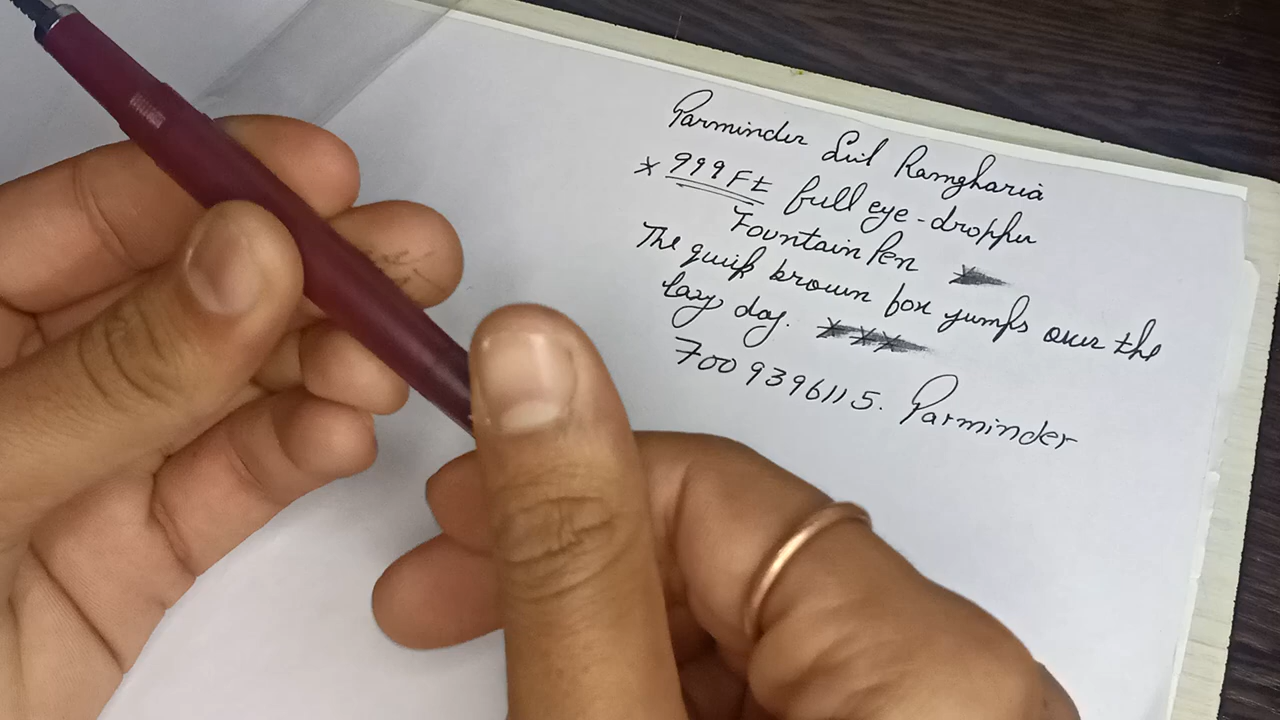 Parminder Ramgharia
* 999 Ft full eye-dropper
Fountain Pen
The quik brown fox jumps over the
lazy dog.
7009396115. Parminder